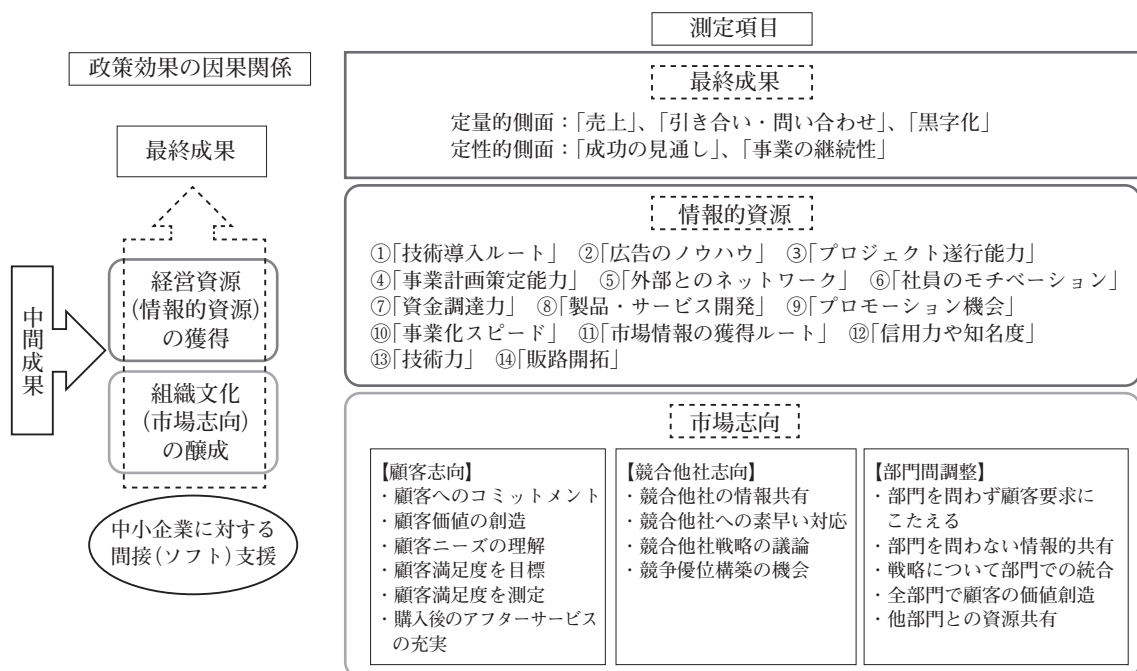 測定項目
政策効果の因果関係
最終成果
中間成果
経営資源
(情報的資源)
の獲得
組織文化
(市場志向)
の醸成
中小企業に対する
間接(ソフト)支援
最終成果
定量的側面:「売上」、「引き合い・問い合わせ」、「黒字化」
定性的側面:「成功の見通し」、「事業の継続性」
情報的資源
①「技術導入ルート」 ②「広告のノウハウ」 ③「プロジェクト遂行能力」
④「事業計画策定能力」 ⑤「外部とのネットワーク」 ⑥「社員のモチベーション」
⑦「資金調達力」 ⑧「製品・サービス開発」 ⑨「プロモーション機会」
⑩「事業化スピード」 ⑪「市場情報の獲得ルート」 ⑫「信用力や知名度」
⑬「技術力」 ⑭「販路開拓」
市場志向
【顧客志向】
・顧客へのコミットメント
・顧客価値の創造
・顧客ニーズの理解
・顧客満足度を目標
・顧客満足度を測定
・購入後のアフターサービス
の充実
【競合他社志向】
・競合他社の情報共有
・競合他社への素早い対応
・競合他社戦略の議論
・競争優位構築の機会
【部門間調整】
・部門を問わず顧客要求に
こたえる
・部門を問わない情報的共有
・戦略について部門での統合
・全部門で顧客の価値創造
・他部門との資源共有